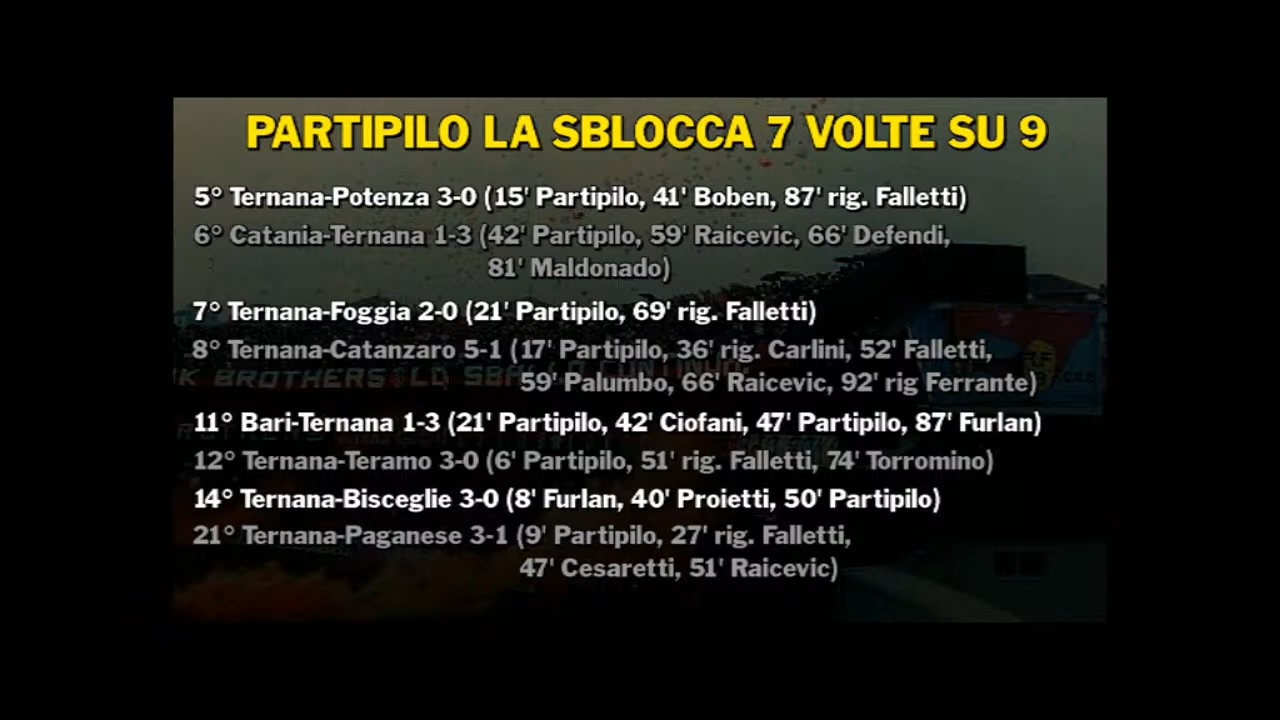 PARTIPILO LA SBLOCCA 7 VOLTE SU 9
5° Ternana-Potenza 3-0 (15' Partipilo, 41' Boben, 87' rig. Falletti)
6° Catania-Ternana 1-3 (42' Partipilo, 59' Raicevic, 66' Defendi,
81' Maldonado)
7° Ternana-Foggia 2-0 (21' Partipilo, 69' rig. Falletti)
8° Ternana-Catanzaro 5-1 (17' Partipilo, 36' rig. Carlini, 52' Falletti,
59' Palumbo, 66' Raicevic, 92' rig Ferrante)
11° Bari-Ternana 1-3 (21' Partipilo, 42' Ciofani, 47' Partipilo, 87' Furlan)
12° Ternana-Teramo 3-0 (6' Partipilo, 51' rig. Falletti, 74' Torromino)
14° Ternana-Bisceglie 3-0 (8' Furlan, 40' Proietti, 50' Partipilo)
21° Ternana-Paganese 3-1 (9' Partipilo, 27' rig. Falletti,
47' Cesaretti, 51' Raicevic)